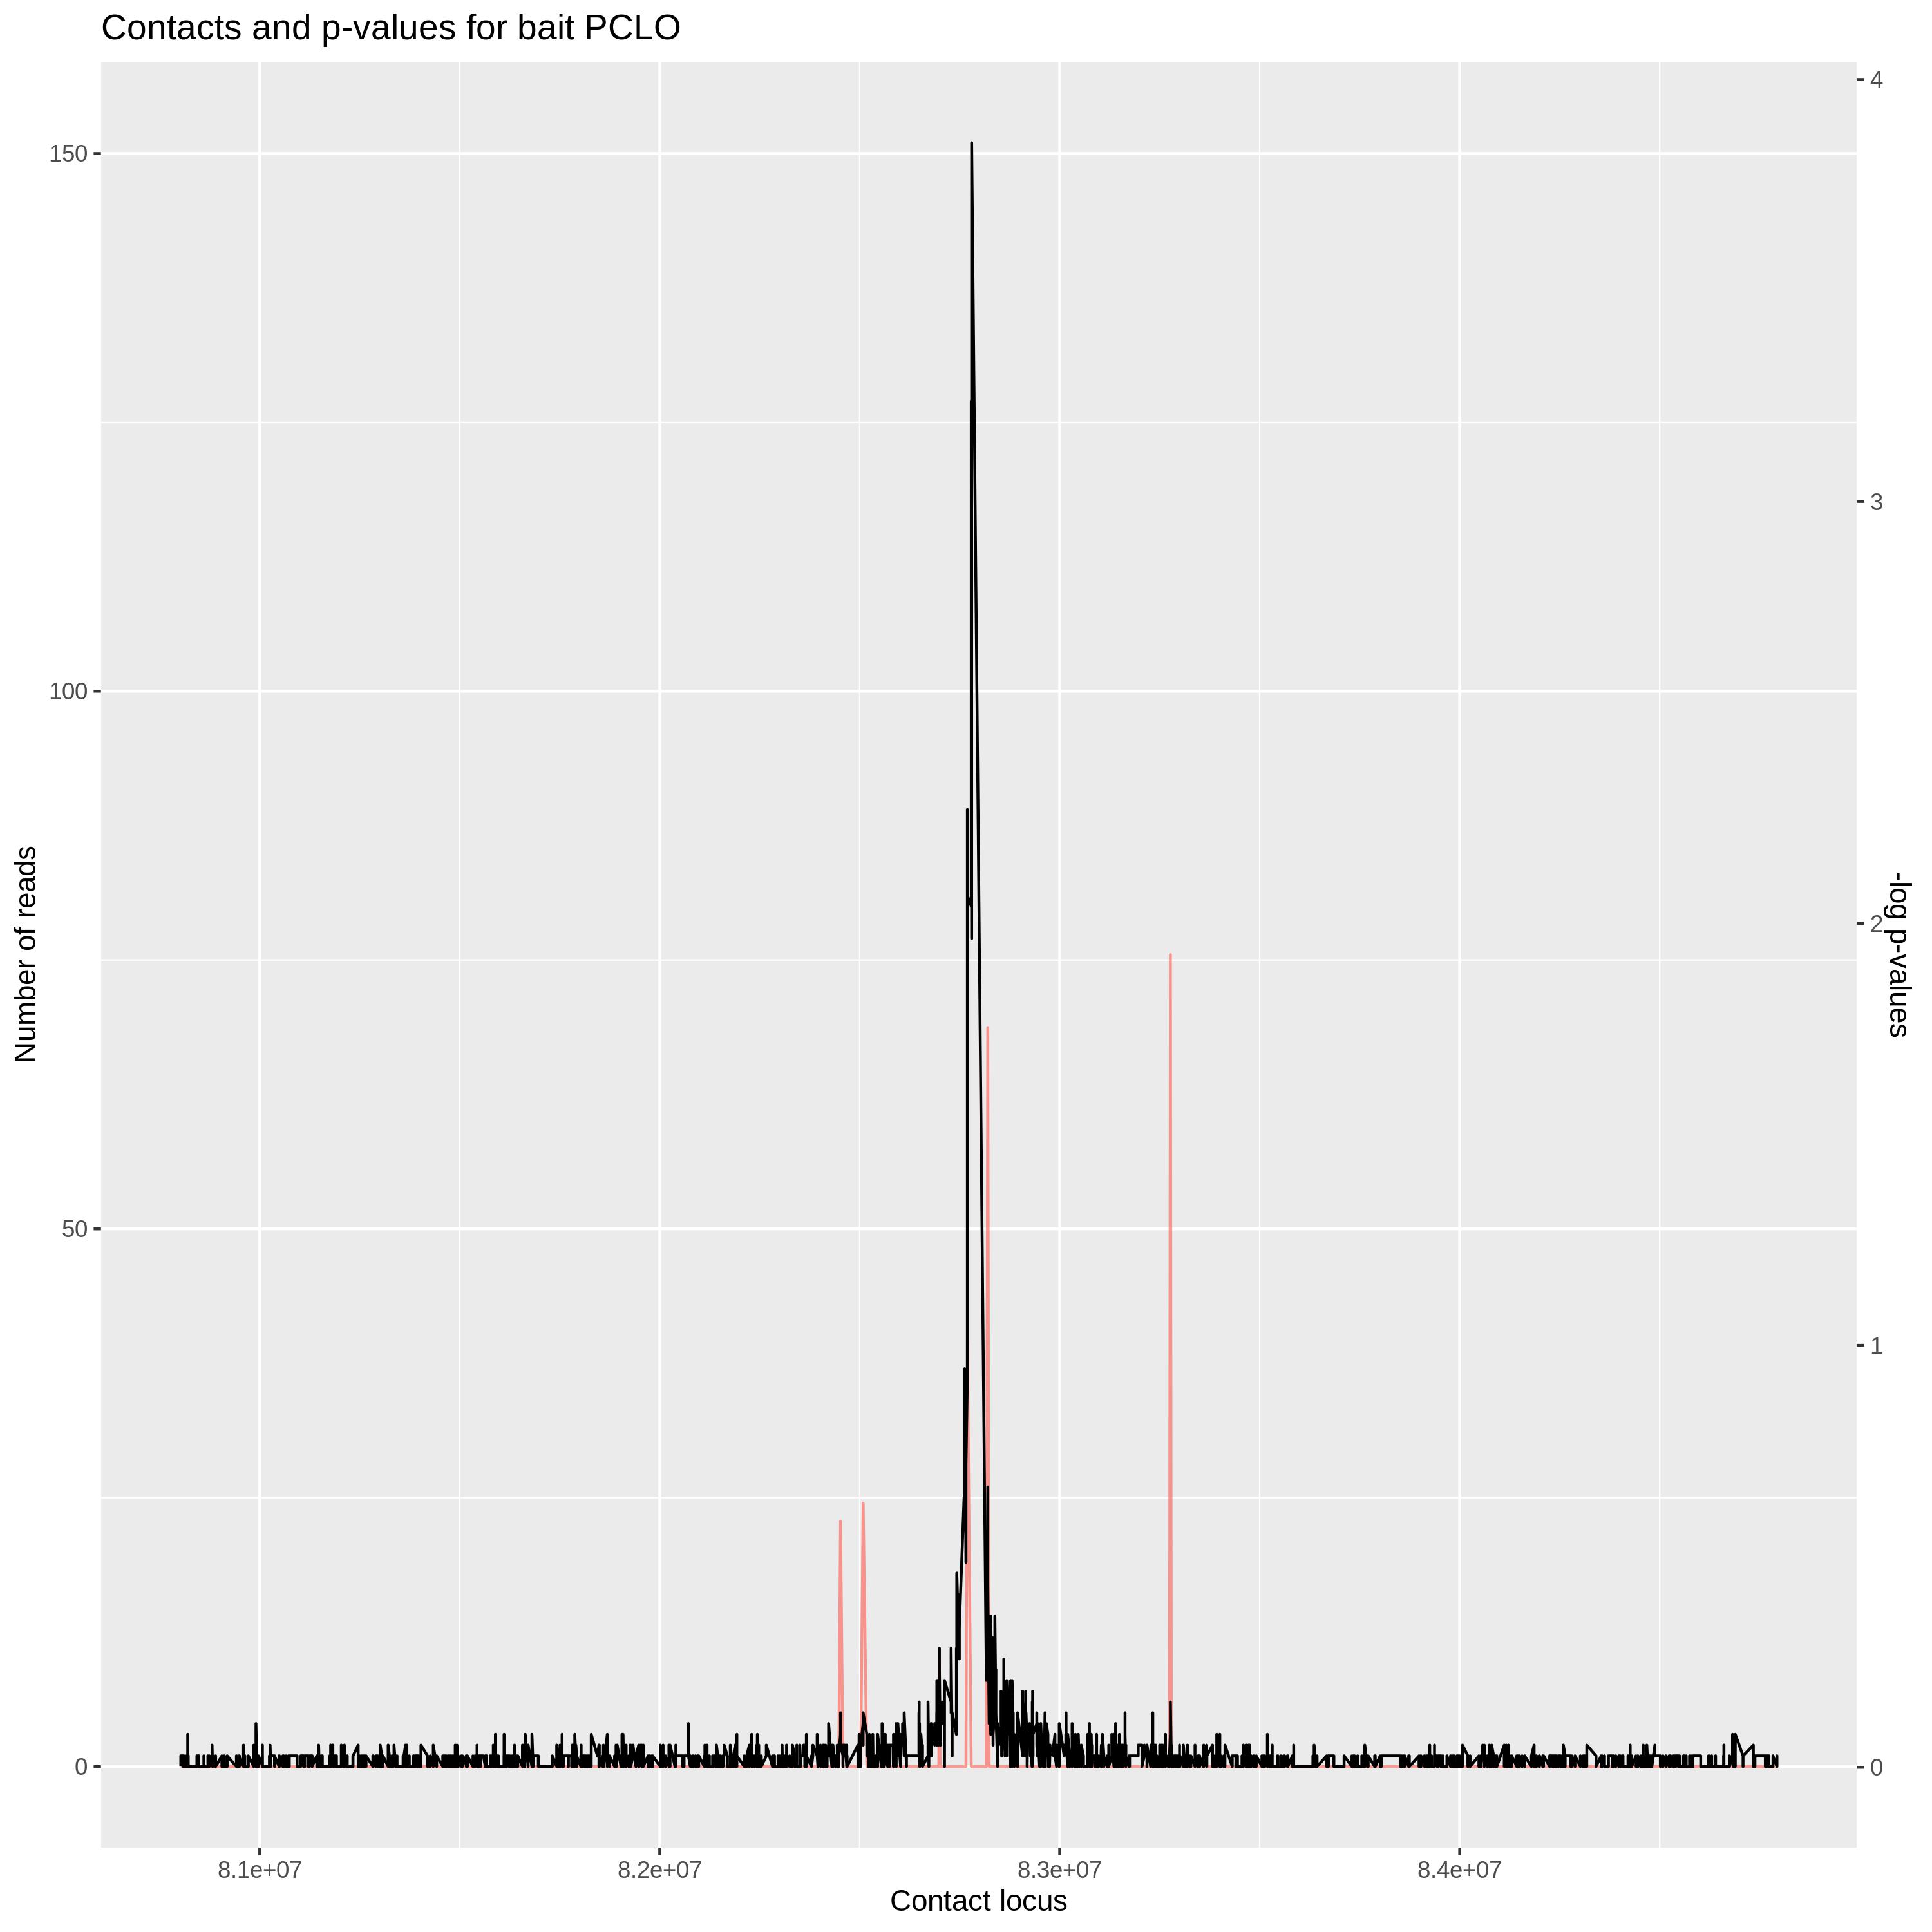 Contacts and p-values for bait PCLO
150
100
50
0
Number of reads
4
3
2
1
0
-log p-values
8.1e+07
8.2e+07
8.3e+07
8.4e+07
Contact locus